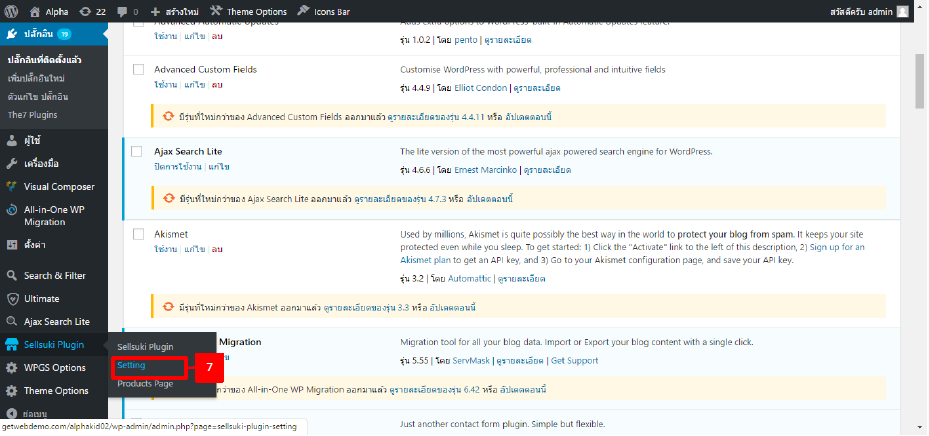 Alpha 22 0 สร้างใหม่ Theme Options Icons Bar สวัสดีครับ admin
ปลั๊กอิน 19
ปลั๊กอินที่ติดตั้งแล้ว
เพิ่มปลั๊กอินใหม่
ตัวแก้ไข ปลั๊กอิน
The7 Plugins
ผู้ใช้
เครื่องมือ
Visual Composer
All-in-One WP
Migration
ตั้งค่า
Search & Filter
Ultimate
Ajax Search Lite
Sellsuki Plugin
WPGS Options
Theme Options
ย่อเมนู
Sellsuki Plugin
Setting
Products Page
7
Advanced Automatic Updates
Adds extra options to WordPress' built-in Automatic Updates feature.
ใช้งาน | แก้ไข | ลบ
รุ่น 1.0.2 | โดย pento | ดูรายละเอียด
Advanced Custom Fields
Customise WordPress with powerful, professional and intuitive fields
ใช้งาน | แก้ไข | ลบ
รุ่น 4.4.9 | โดย Elliot Condon | ดูรายละเอียด
มีรุ่นที่ใหม่กว่าของ Advanced Custom Fields ออกมาแล้ว ดูรายละเอียดของรุ่น 4.4.11 หรือ อัปเดตตอนนี้
Ajax Search Lite
The lite version of the most powerful ajax powered search engine for WordPress.
ปิดการใช้งาน | แก้ไข
รุ่น 4.6.6 | โดย Ernest Marcinko | ดูรายละเอียด
มีรุ่นที่ใหม่กว่าของ Ajax Search Lite ออกมาแล้ว ดูรายละเอียดของรุ่น 4.7.3 หรือ อัปเดตตอนนี้
Akismet
Used by millions, Akismet is quite possibly the best way in the world to protect your blog from spam. It keeps your site
protected even while you sleep. To get started: 1) Click the "Activate" link to the left of this description, 2) Sign up for an
Akismet plan to get an API key, and 3) Go to your Akismet configuration page, and save your API key.
ใช้งาน | แก้ไข | ลบ
รุ่น 3.2 | โดย Automattic | ดูรายละเอียด
มีรุ่นที่ใหม่กว่าของ Akismet ออกมาแล้ว ดูรายละเอียดของรุ่น 3.3 หรือ อัปเดตตอนนี้
Migration
Migration tool for all your blog data. Import or Export your blog content with a single click.
รุ่น 5.55 | โดย ServMask | ดูรายละเอียด | Get Support
มีรุ่นที่ใหม่กว่าของ All-in-One WP Migration ออกมาแล้ว ดูรายละเอียดของรุ่น 6.42 หรือ อัปเดตตอนนี้
Just another contact form plugin. Simple but flexible.
getwebdemo.com/alphakid02/wp-admin/admin.php?page=sellsuki-plugin-setting